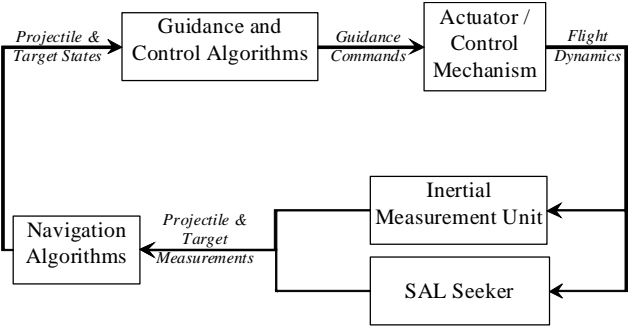 Projectile &
Target States
Guidance and
Control Algorithms
Guidance
Commands
Actuator /
Control
Mechanism
Flight
Dynamics
Inertial
Measurement Unit
SAL Seeker
Projectile &
Target
Measurements
Navigation
Algorithms